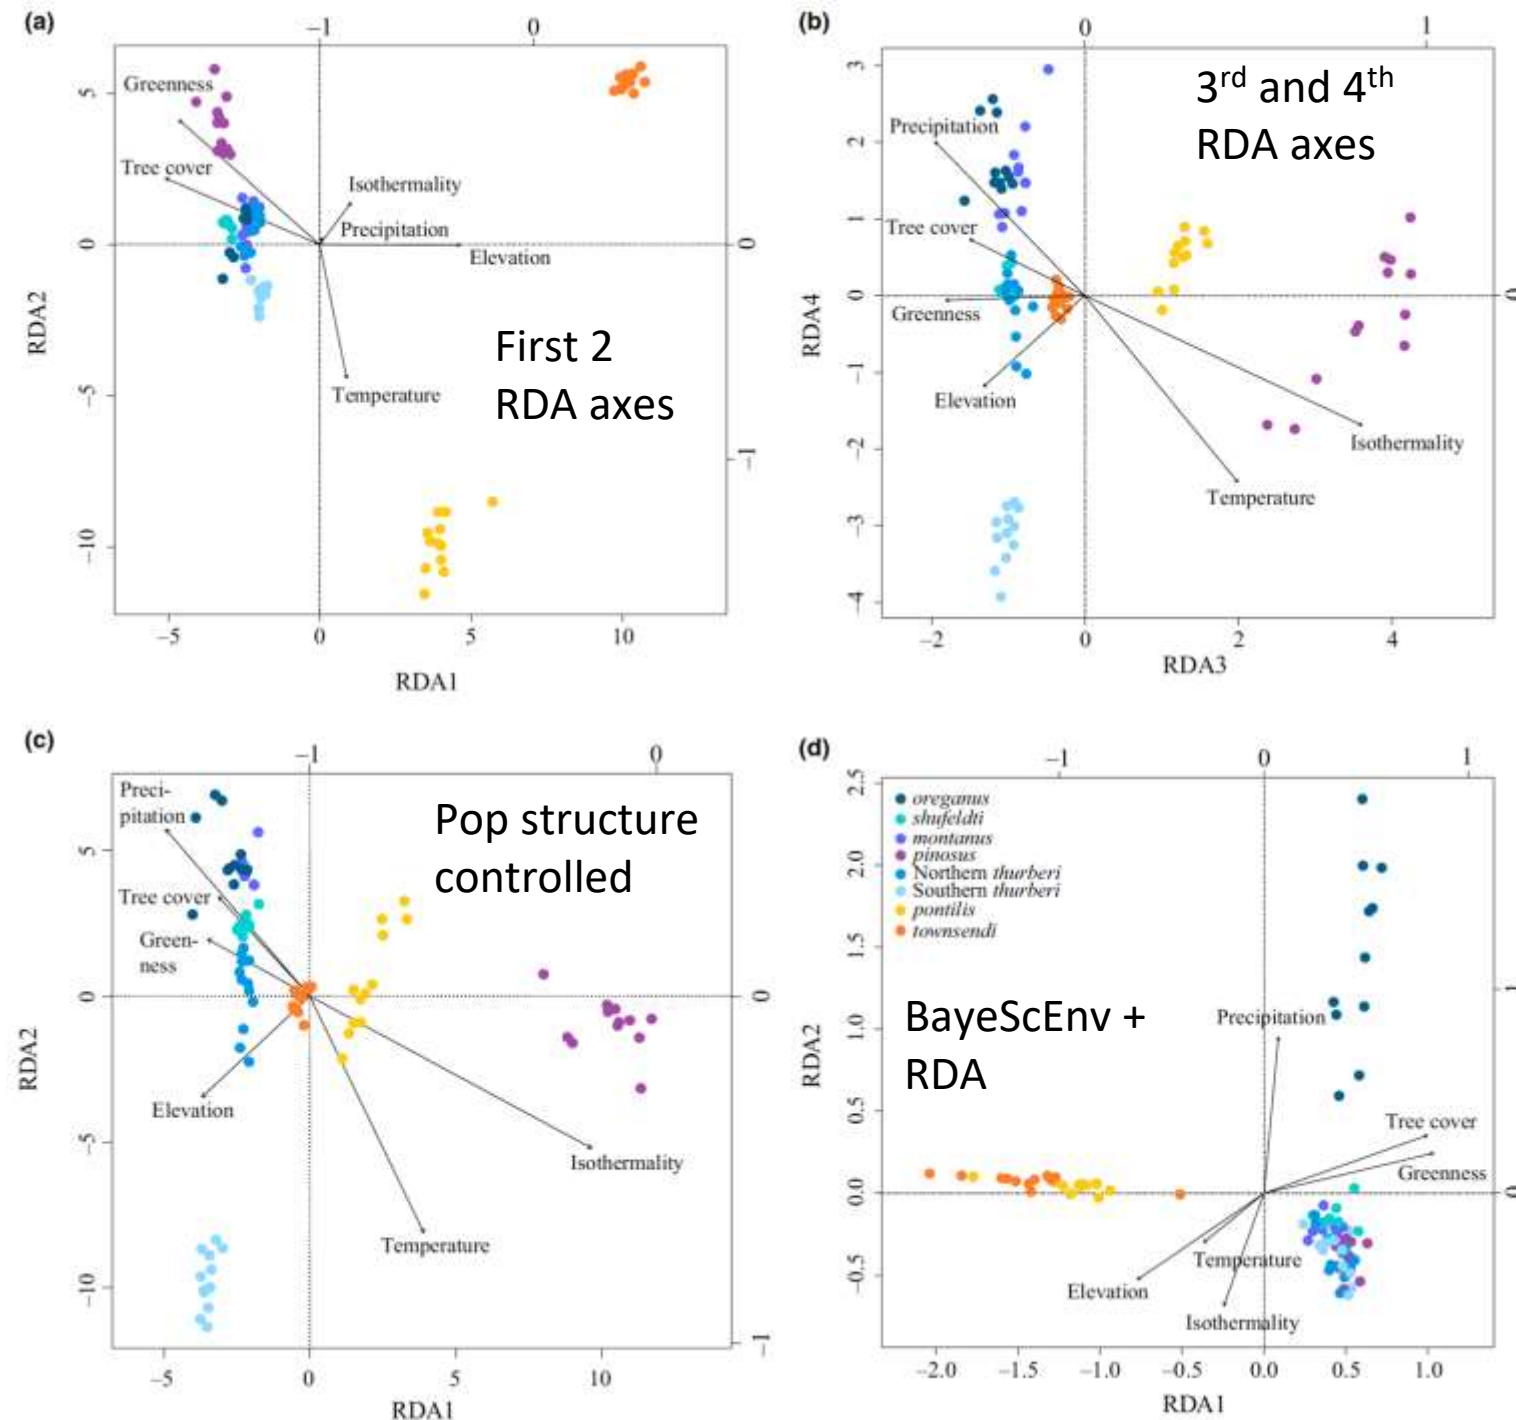 (a)
−1 0
Greenness
Tree cover
Isothermality
Precipitation
Elevation
Temperature
First 2
RDA axes
5
0
−5
−10
0
−1
RDA2
−5 0 5 10
RDA1
(b)
0 1
3rd and 4th
RDA axes
Precipitation
Tree cover
Greenness
Elevation
Isothermality
Temperature
3
2
1
0
−1
−2
−3
−4
0
RDA4
−2 0 2 4
RDA3
(c)
−1 0
Preci-
pitation
Tree cover
Green-
ness
Elevation
Isothermality
Temperature
Pop structure
controlled
5
0
−5
−10
0
−1
RDA2
−5 0 5 10
RDA1
(d)
−1 0 1
oreganus
shufeldti
montanus
pinosus
Northern thurberi
Southern thurberi
pontilis
townsendi
BayeScEnv +
RDA
Precipitation
Tree cover
Greenness
Temperature
Elevation
Isothermality
2.5
2.0
1.5
1.0
0.5
0.0
−0.5
1
0
RDA2
−2.0 −1.5 −1.0 −0.5 0.0 0.5 1.0
RDA1